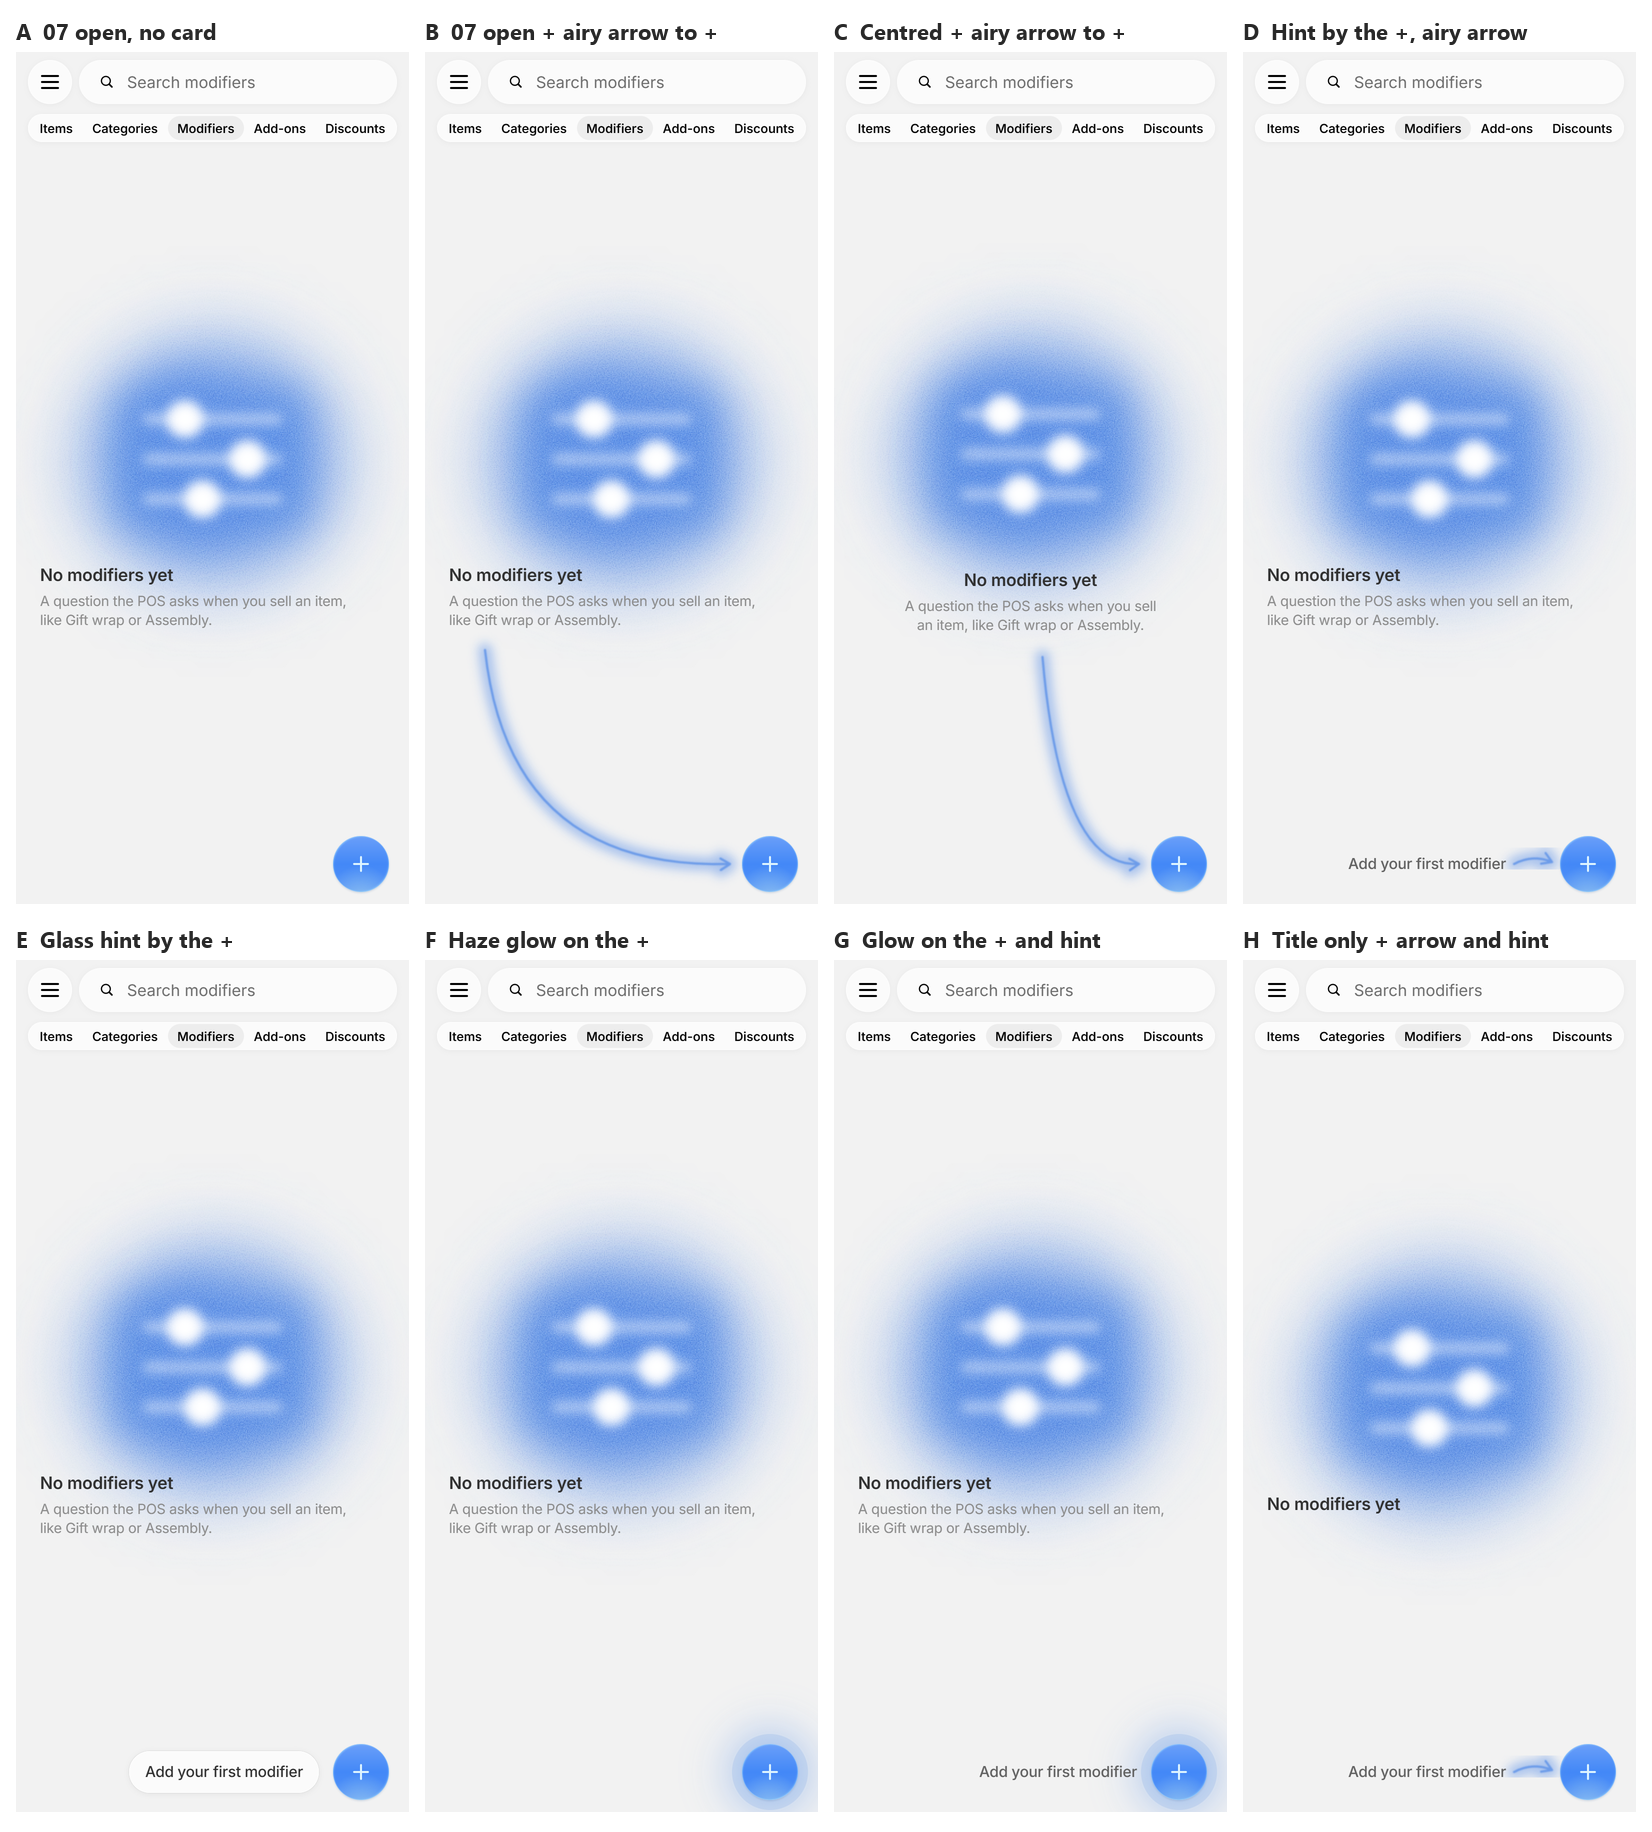 A 07 open, no card
Search modifiers
Items Categories Modifiers Add-ons Discounts
No modifiers yet
A question the POS asks when you sell an item,
like Gift wrap or Assembly.
B 07 open + airy arrow to +
Search modifiers
Items Categories Modifiers Add-ons Discounts
No modifiers yet
A question the POS asks when you sell an item,
like Gift wrap or Assembly.
C Centred + airy arrow to +
Search modifiers
Items Categories Modifiers Add-ons Discounts
No modifiers yet
A question the POS asks when you sell
an item, like Gift wrap or Assembly.
D Hint by the +, airy arrow
Search modifiers
Items Categories Modifiers Add-ons Discounts
No modifiers yet
A question the POS asks when you sell an item,
like Gift wrap or Assembly.
Add your first modifier
E Glass hint by the +
Search modifiers
Items Categories Modifiers Add-ons Discounts
No modifiers yet
A question the POS asks when you sell an item,
like Gift wrap or Assembly.
Add your first modifier
F Haze glow on the +
Search modifiers
Items Categories Modifiers Add-ons Discounts
No modifiers yet
A question the POS asks when you sell an item,
like Gift wrap or Assembly.
G Glow on the + and hint
Search modifiers
Items Categories Modifiers Add-ons Discounts
No modifiers yet
A question the POS asks when you sell an item,
like Gift wrap or Assembly.
Add your first modifier
H Title only + arrow and hint
Search modifiers
Items Categories Modifiers Add-ons Discounts
No modifiers yet
Add your first modifier